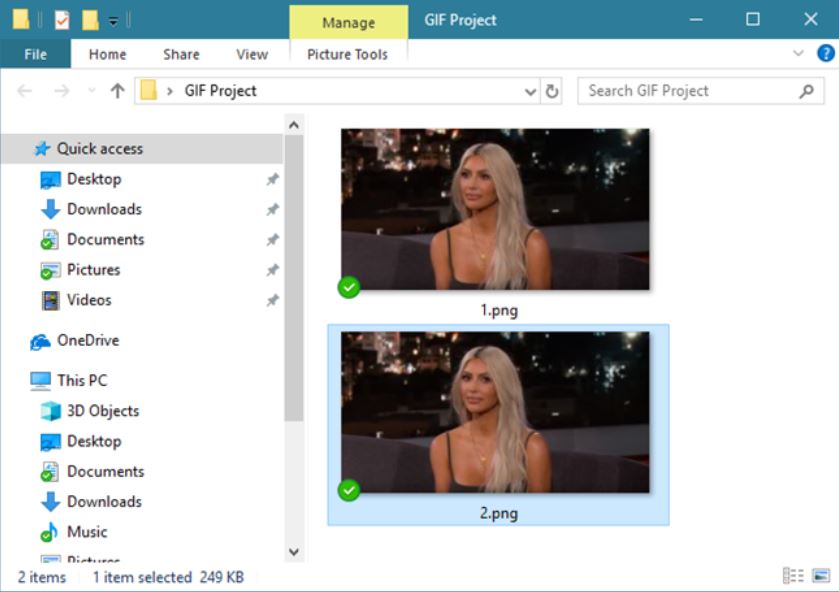 Manage
GIF Project
File
Home
Share
View
Picture Tools
GIF Project
Search GIF Project
Quick access
Desktop
Downloads
Documents
Pictures
Videos
OneDrive
This PC
3D Objects
Desktop
Documents
Downloads
Music
Pictures
1.png
2.png
2 items
1 item selected 249 KB